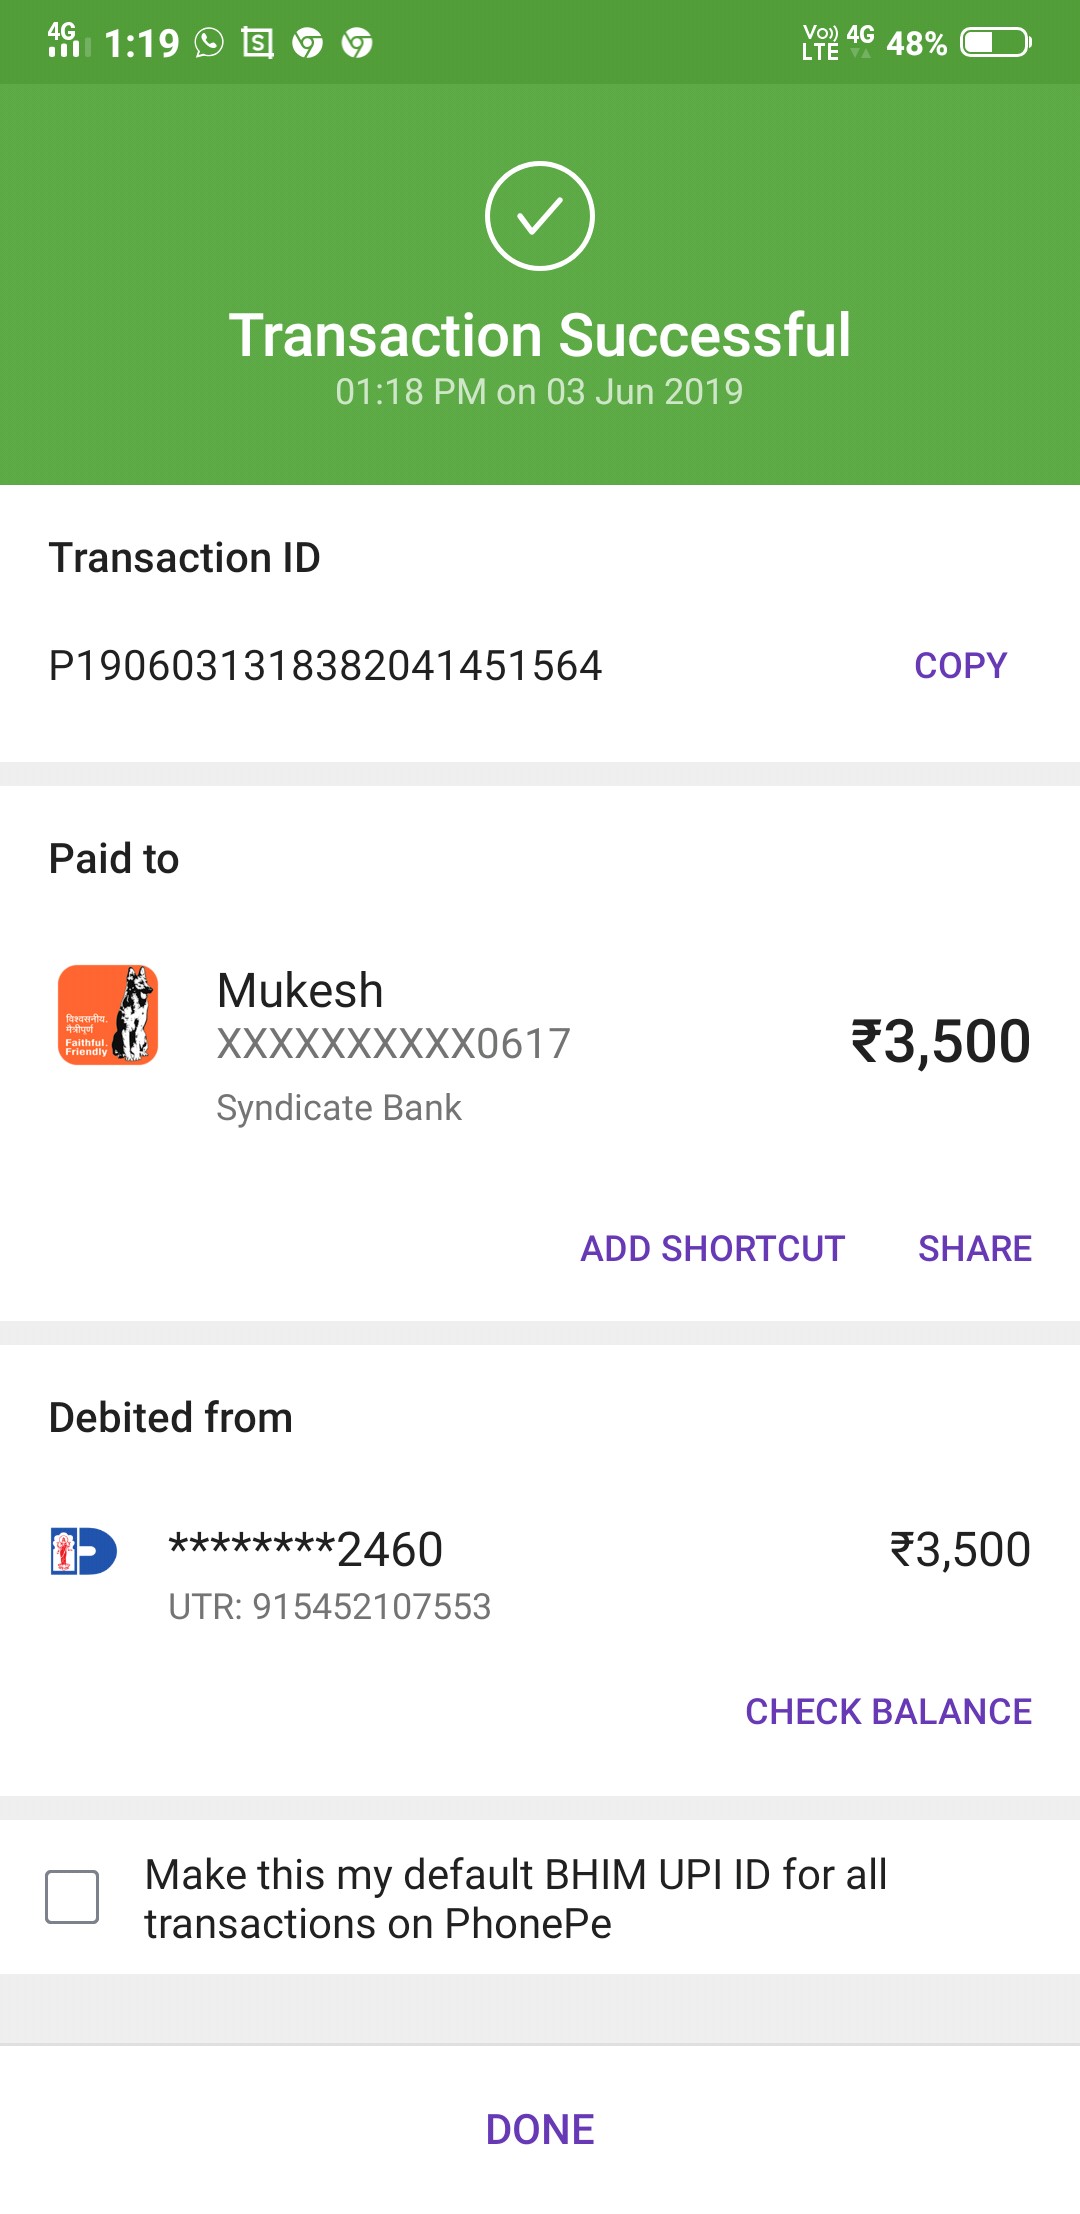 4G 1:19 Vo)) LTE 4G 48%
Transaction Successful
01:18 PM on 03 Jun 2019
Transaction ID
P1906031318382041451564 COPY
Paid to
विश्वसनीय.
मैत्रीपूर्ण
Faithful.
Friendly
Mukesh
XXXXXXXXXX0617
Syndicate Bank
₹3,500
ADD SHORTCUT SHARE
Debited from
********2460 ₹3,500
UTR: 915452107553
CHECK BALANCE
Make this my default BHIM UPI ID for all
transactions on PhonePe
DONE